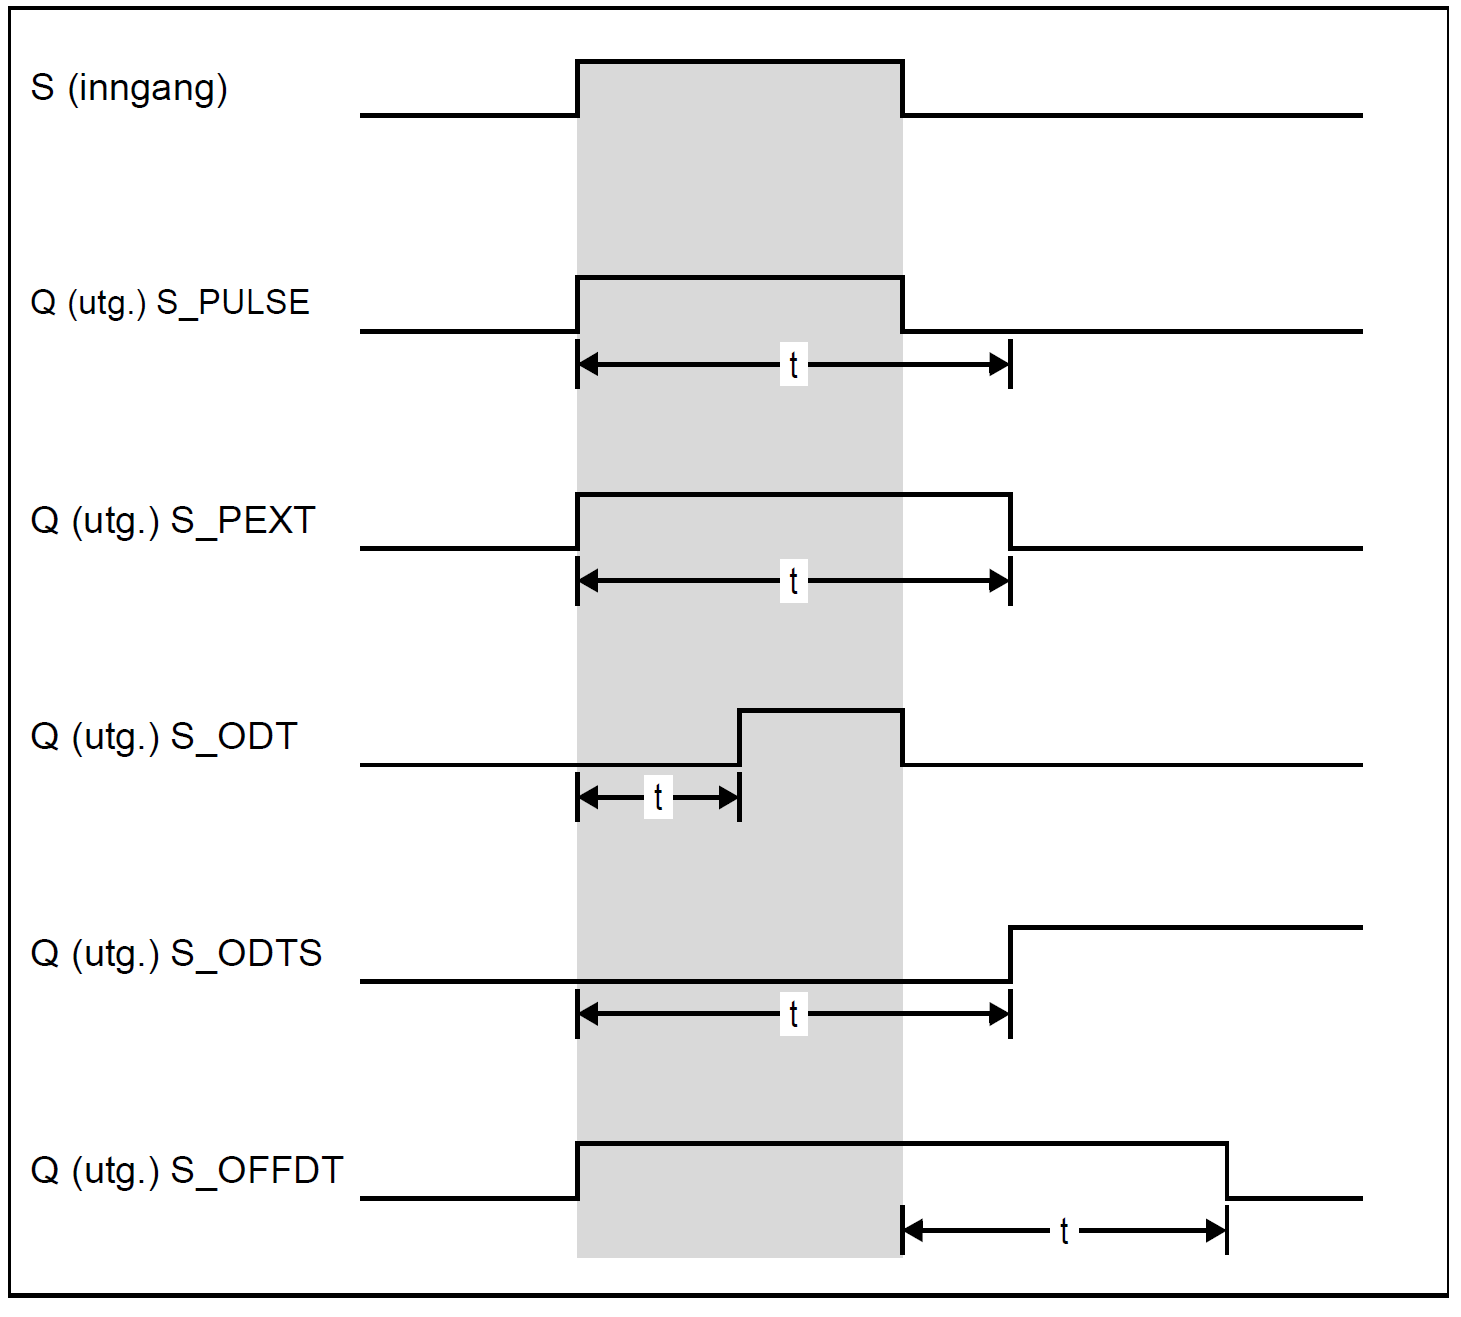 S (inngang)
Q (utg.) S_PULSE
t
Q (utg.) S_PEXT
t
Q (utg.) S_ODT
t
Q (utg.) S_ODTS
t
Q (utg.) S_OFFDT
t